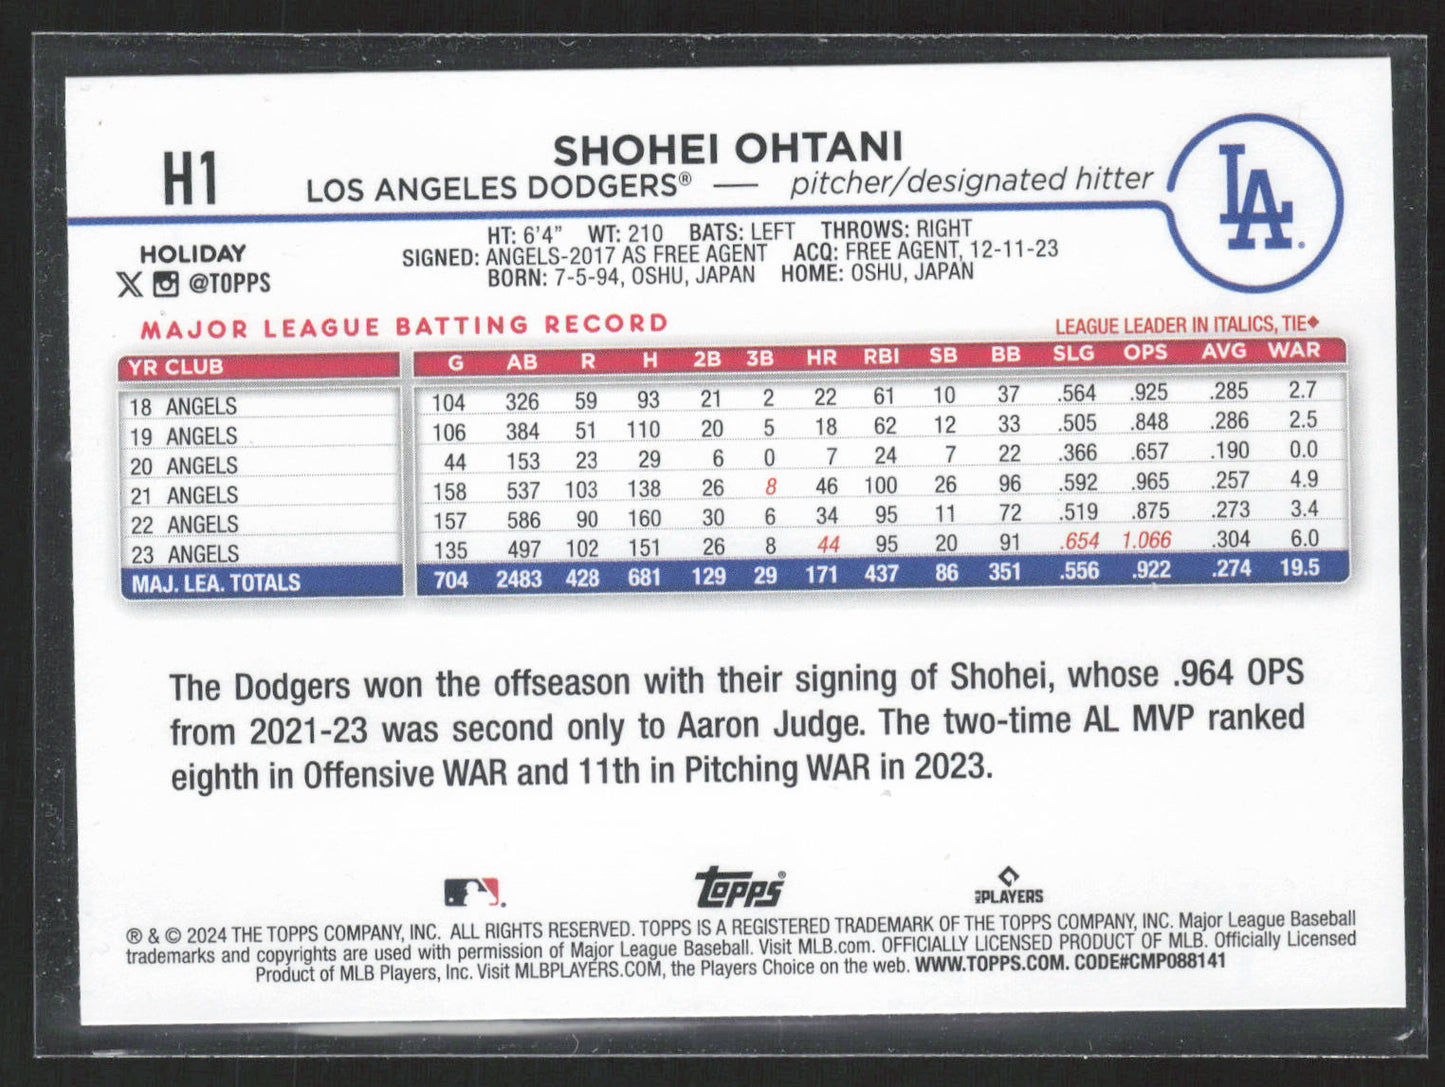 H1
SHOHEI OHTANI
LOS ANGELES DODGERS® — pitcher/designated hitter
LA
HOLIDAY
X @TOPPS
HT: 6'4" WT: 210 BATS: LEFT THROWS: RIGHT
SIGNED: ANGELS-2017 AS FREE AGENT ACQ: FREE AGENT, 12-11-23
BORN: 7-5-94, OSHU, JAPAN HOME: OSHU, JAPAN
MAJOR LEAGUE BATTING RECORD
LEAGUE LEADER IN ITALICS, TIE◆
YR CLUB G AB R H 2B 3B HR RBI SB BB SLG OPS AVG WAR
18 ANGELS 104 326 59 93 21 2 22 61 10 37 .564 .925 .285 2.7
19 ANGELS 106 384 51 110 20 5 18 62 12 33 .505 .848 .286 2.5
20 ANGELS 44 153 23 29 6 0 7 24 7 22 .366 .657 .190 0.0
21 ANGELS 158 537 103 138 26 8 46 100 26 96 .592 .965 .257 4.9
22 ANGELS 157 586 90 160 30 6 34 95 11 72 .519 .875 .273 3.4
23 ANGELS 135 497 102 151 26 8 44 95 20 91 .654 1.066 .304 6.0
MAJ. LEA. TOTALS 704 2483 428 681 129 29 171 437 86 351 .556 .922 .274 19.5
The Dodgers won the offseason with their signing of Shohei, whose .964 OPS
from 2021-23 was second only to Aaron Judge. The two-time AL MVP ranked
eighth in Offensive WAR and 11th in Pitching WAR in 2023.
topps®
MLB PLAYERS
® & © 2024 THE TOPPS COMPANY, INC. ALL RIGHTS RESERVED. TOPPS IS A REGISTERED TRADEMARK OF THE TOPPS COMPANY, INC. Major League Baseball
trademarks and copyrights are used with permission of Major League Baseball. Visit MLB.com. OFFICIALLY LICENSED PRODUCT OF MLB. Officially Licensed
Product of MLB Players, Inc. Visit MLBPLAYERS.COM, the Players Choice on the web. WWW.TOPPS.COM. CODE#CMP088141